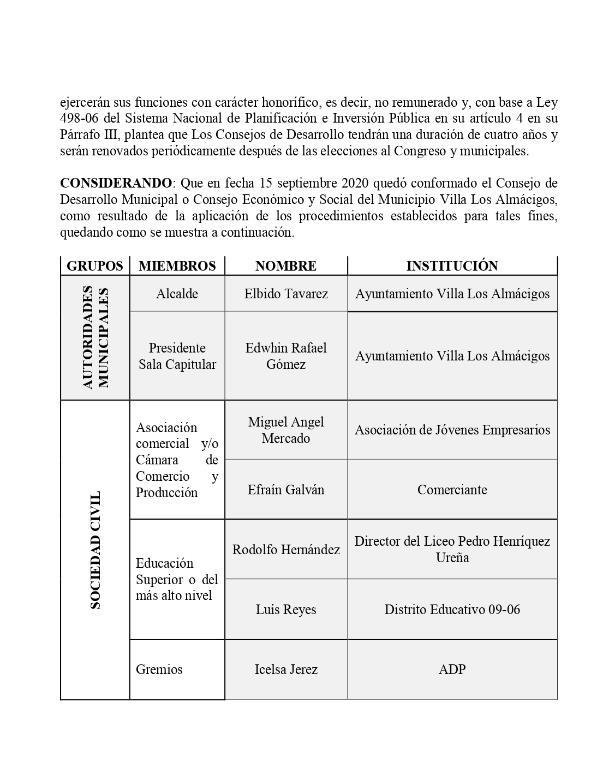 ejercerán sus funciones con carácter honorífico, es decir, no remunerado y, con base a Ley
498-06 del Sistema Nacional de Planificación e Inversión Pública en su artículo 4 en su
Párrafo III, plantea que Los Consejos de Desarrollo tendrán una duración de cuatro años y
serán renovados periódicamente después de las elecciones al Congreso y municipales.
CONSIDERANDO: Que en fecha 15 septiembre 2020 quedó conformado el Consejo de
Desarrollo Municipal o Consejo Económico y Social del Municipio Villa Los Almácigos,
como resultado de la aplicación de los procedimientos establecidos para tales fines,
quedando como se muestra a continuación.
GRUPOS MIEMBROS NOMBRE INSTITUCIÓN
AUTORIDADES
MUNICIPALES
Alcalde Elbido Tavarez Ayuntamiento Villa Los Almácigos
Presidente
Sala Capitular
Edwhin Rafael
Gómez
Ayuntamiento Villa Los Almácigos
SOCIEDAD CIVIL
Asociación
comercial y/o
Cámara de
Comercio y
Producción
Miguel Angel
Mercado
Asociación de Jóvenes Empresarios
Efraín Galván Comerciante
Educación
Superior o del
más alto nivel
Rodolfo Hernández
Director del Liceo Pedro Henríquez
Ureña
Luis Reyes Distrito Educativo 09-06
Gremios Icelsa Jerez ADP